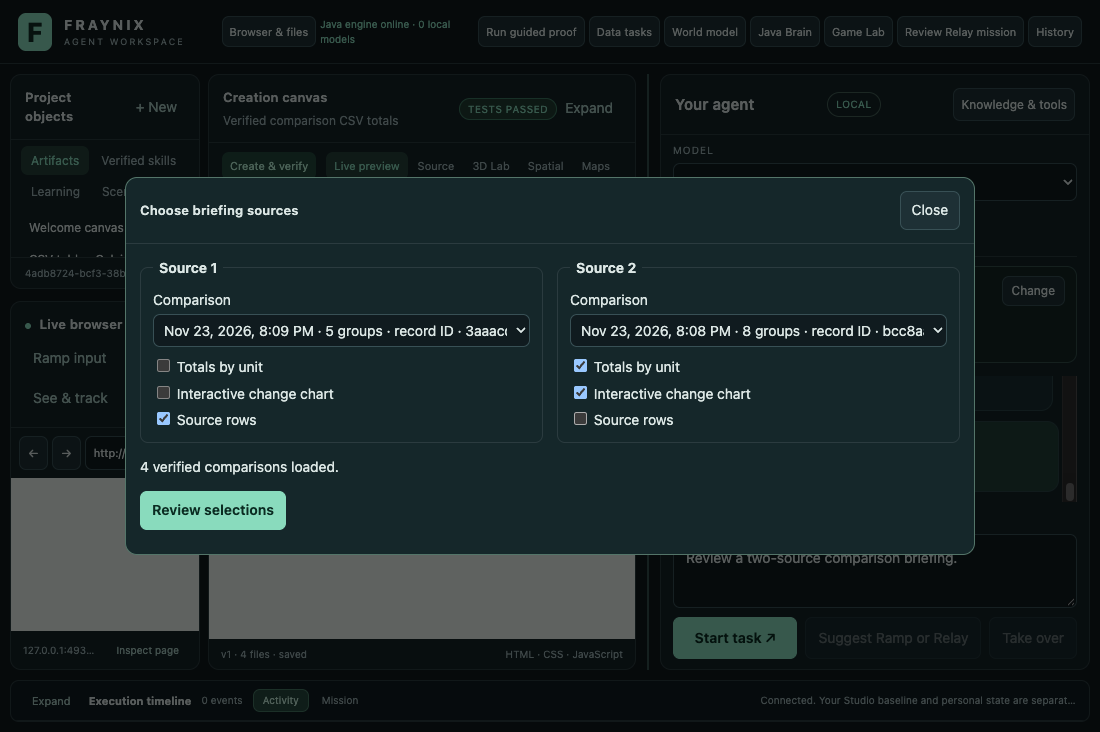 F
FRAYNIX
AGENT WORKSPACE
Browser & files
Java engine online · 0 local
models
Run guided proof
Data tasks
World model
Java Brain
Game Lab
Review Relay mission
History
Project
objects
+ New
Artifacts
Verified skills
Learning
Welcome canvas
4adb8724-bcf3-38b
Creation canvas
Verified comparison CSV totals
TESTS PASSED
Expand
Create & verify
Live preview
Source
3D Lab
Spatial
Maps
Your agent
LOCAL
Knowledge & tools
MODEL
Change
Choose briefing sources
Close
Source 1
Comparison
Nov 23, 2026, 8:09 PM · 5 groups · record ID · 3aaac
Totals by unit
Interactive change chart
Source rows
Source 2
Comparison
Nov 23, 2026, 8:08 PM · 8 groups · record ID · bcc8a
Totals by unit
Interactive change chart
Source rows
4 verified comparisons loaded.
Review selections
Live browser
Ramp input
See & track
←
→
http://
127.0.0.1:493...
Inspect page
v1 · 4 files · saved
HTML · CSS · JavaScript
Review a two-source comparison briefing.
Start task ↗
Suggest Ramp or Relay
Take over
Expand
Execution timeline
0 events
Activity
Mission
Connected. Your Studio baseline and personal state are separat...